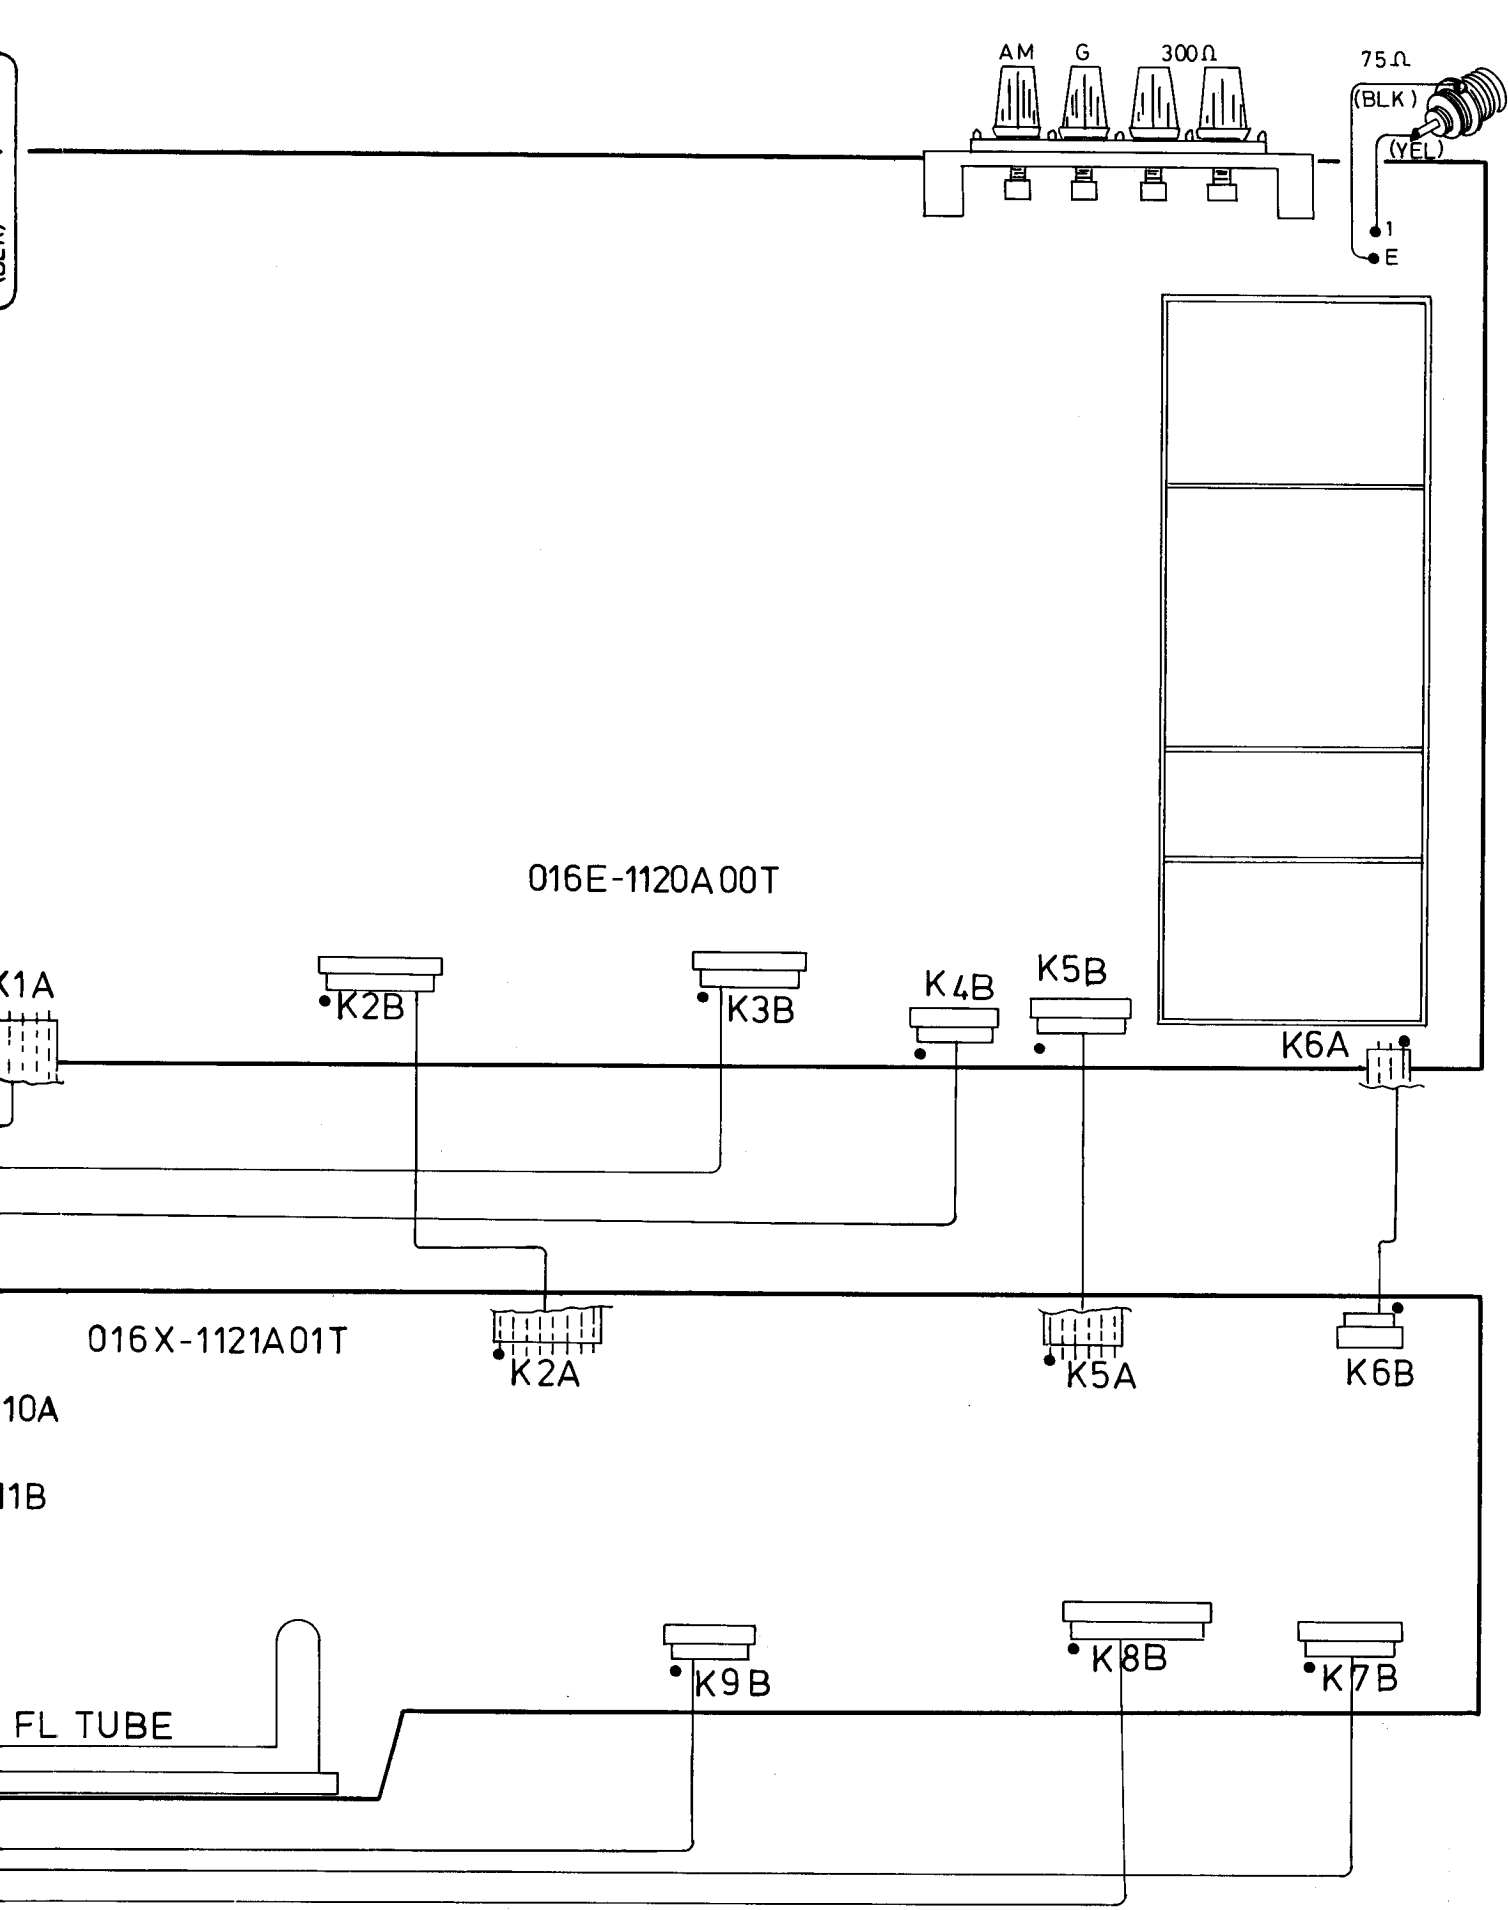 AM G 300Ω 75Ω
(BLK)
(YEL)
1
E
016E-1120A00T
K1A
K2B
K3B
K4B
K5B
K6A
016X-1121A01T
K2A
K5A
K6B
10A
11B
K9B
K8B
K7B
FL TUBE